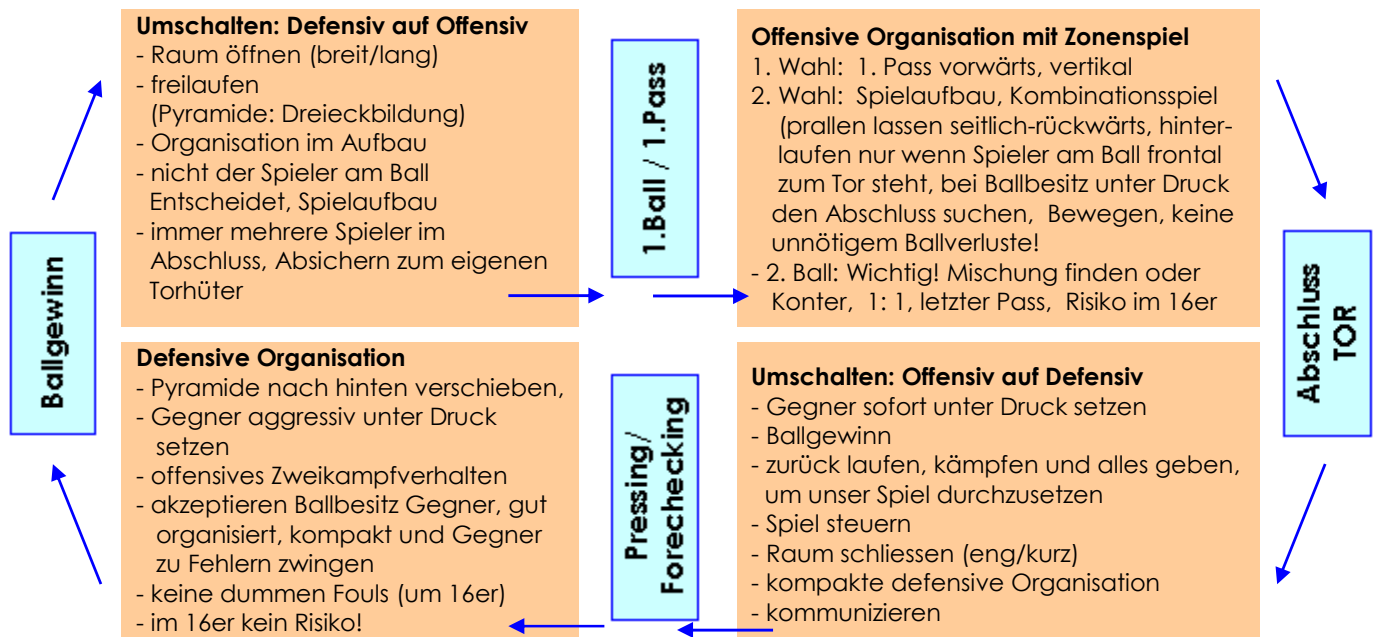 Umschalten: Defensiv auf Offensiv
- Raum öffnen (breit/lang)
- freilaufen
(Pyramide: Dreieckbildung)
- Organisation im Aufbau
- nicht der Spieler am Ball
Entscheidet, Spielaufbau
- immer mehrere Spieler im
Abschluss, Absichern zum eigenen
Torhüter
1.Ball / 1.Pass
Offensive Organisation mit Zonenspiel
1. Wahl: 1. Pass vorwärts, vertikal
2. Wahl: Spielaufbau, Kombinationsspiel
(prallen lassen seitlich-rückwärts, hinter-
laufen nur wenn Spieler am Ball frontal
zum Tor steht, bei Ballbesitz unter Druck
den Abschluss suchen, Bewegen, keine
unnötigem Ballverluste!
- 2. Ball: Wichtig! Mischung finden oder
Konter, 1: 1, letzter Pass, Risiko im 16er
Abschluss
TOR
Umschalten: Offensiv auf Defensiv
- Gegner sofort unter Druck setzen
- Ballgewinn
- zurück laufen, kämpfen und alles geben,
um unser Spiel durchzusetzen
- Spiel steuern
- Raum schliessen (eng/kurz)
- kompakte defensive Organisation
- kommunizieren
Pressing/
Forechecking
Defensive Organisation
- Pyramide nach hinten verschieben,
- Gegner aggressiv unter Druck
setzen
- offensives Zweikampfverhalten
- akzeptieren Ballbesitz Gegner, gut
organisiert, kompakt und Gegner
zu Fehlern zwingen
- keine dummen Fouls (um 16er)
- im 16er kein Risiko!
Ballgewinn